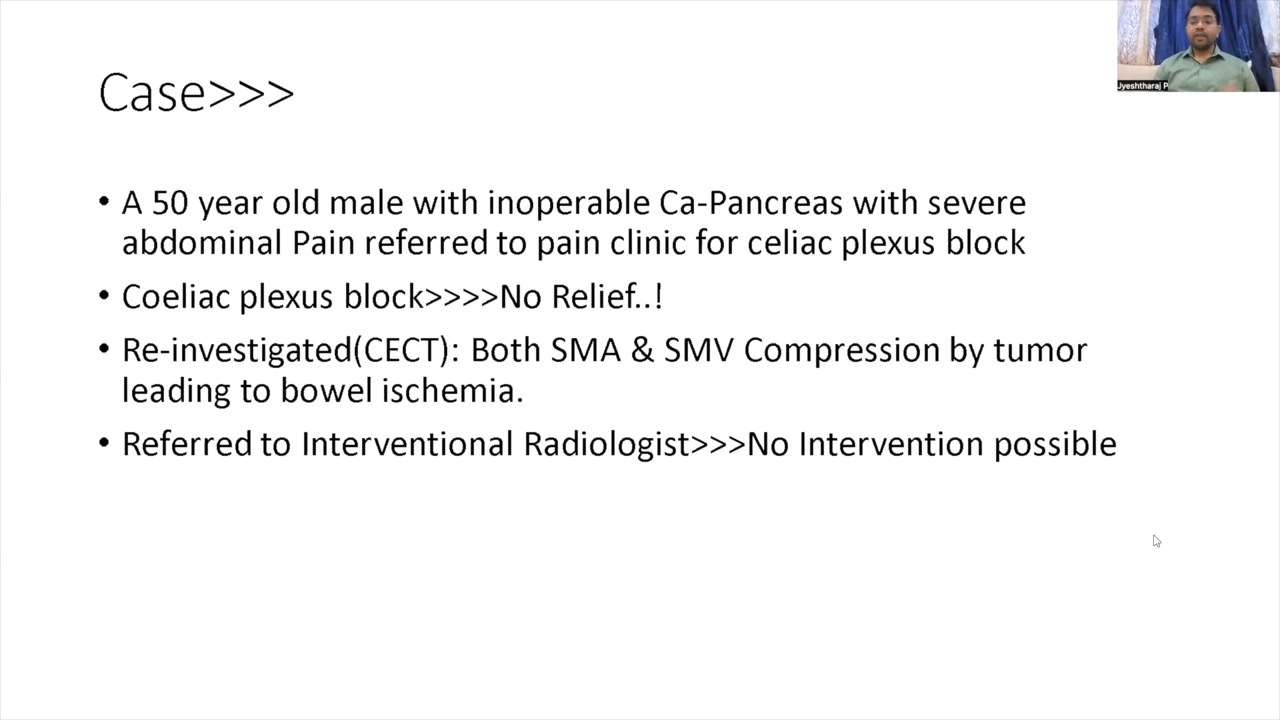 Case>>>
Jyeshtharaj P
• A 50 year old male with inoperable Ca-Pancreas with severe
abdominal Pain referred to pain clinic for celiac plexus block
• Coeliac plexus block>>>>No Relief..!
• Re-investigated(CECT): Both SMA & SMV Compression by tumor
leading to bowel ischemia.
• Referred to Interventional Radiologist>>>No Intervention possible